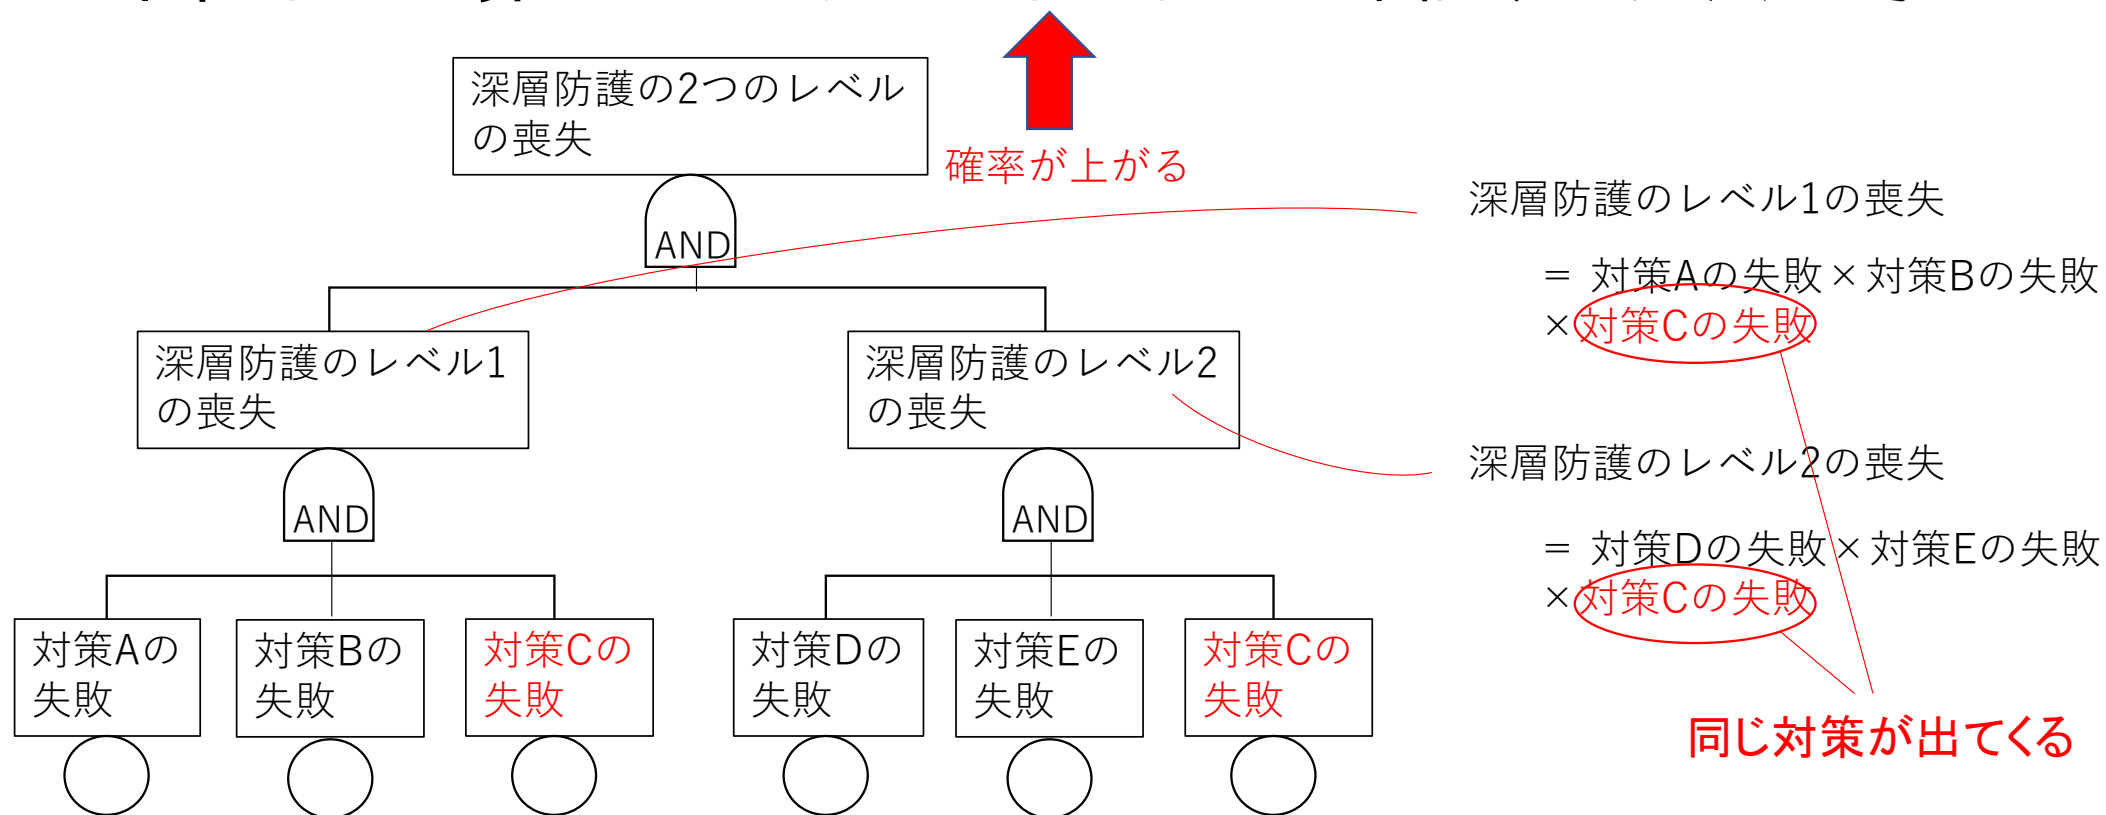 深層防護の2つのレベル
の喪失
確率が上がる
AND
深層防護のレベル1の喪失
= 対策Aの失敗×対策Bの失敗
×対策Cの失敗
深層防護のレベル1
の喪失
深層防護のレベル2
の喪失
深層防護のレベル2の喪失
AND
AND
= 対策Dの失敗×対策Eの失敗
×対策Cの失敗
対策Aの
失敗
対策Bの
失敗
対策Cの
失敗
対策Dの
失敗
対策Eの
失敗
対策Cの
失敗
同じ対策が出てくる